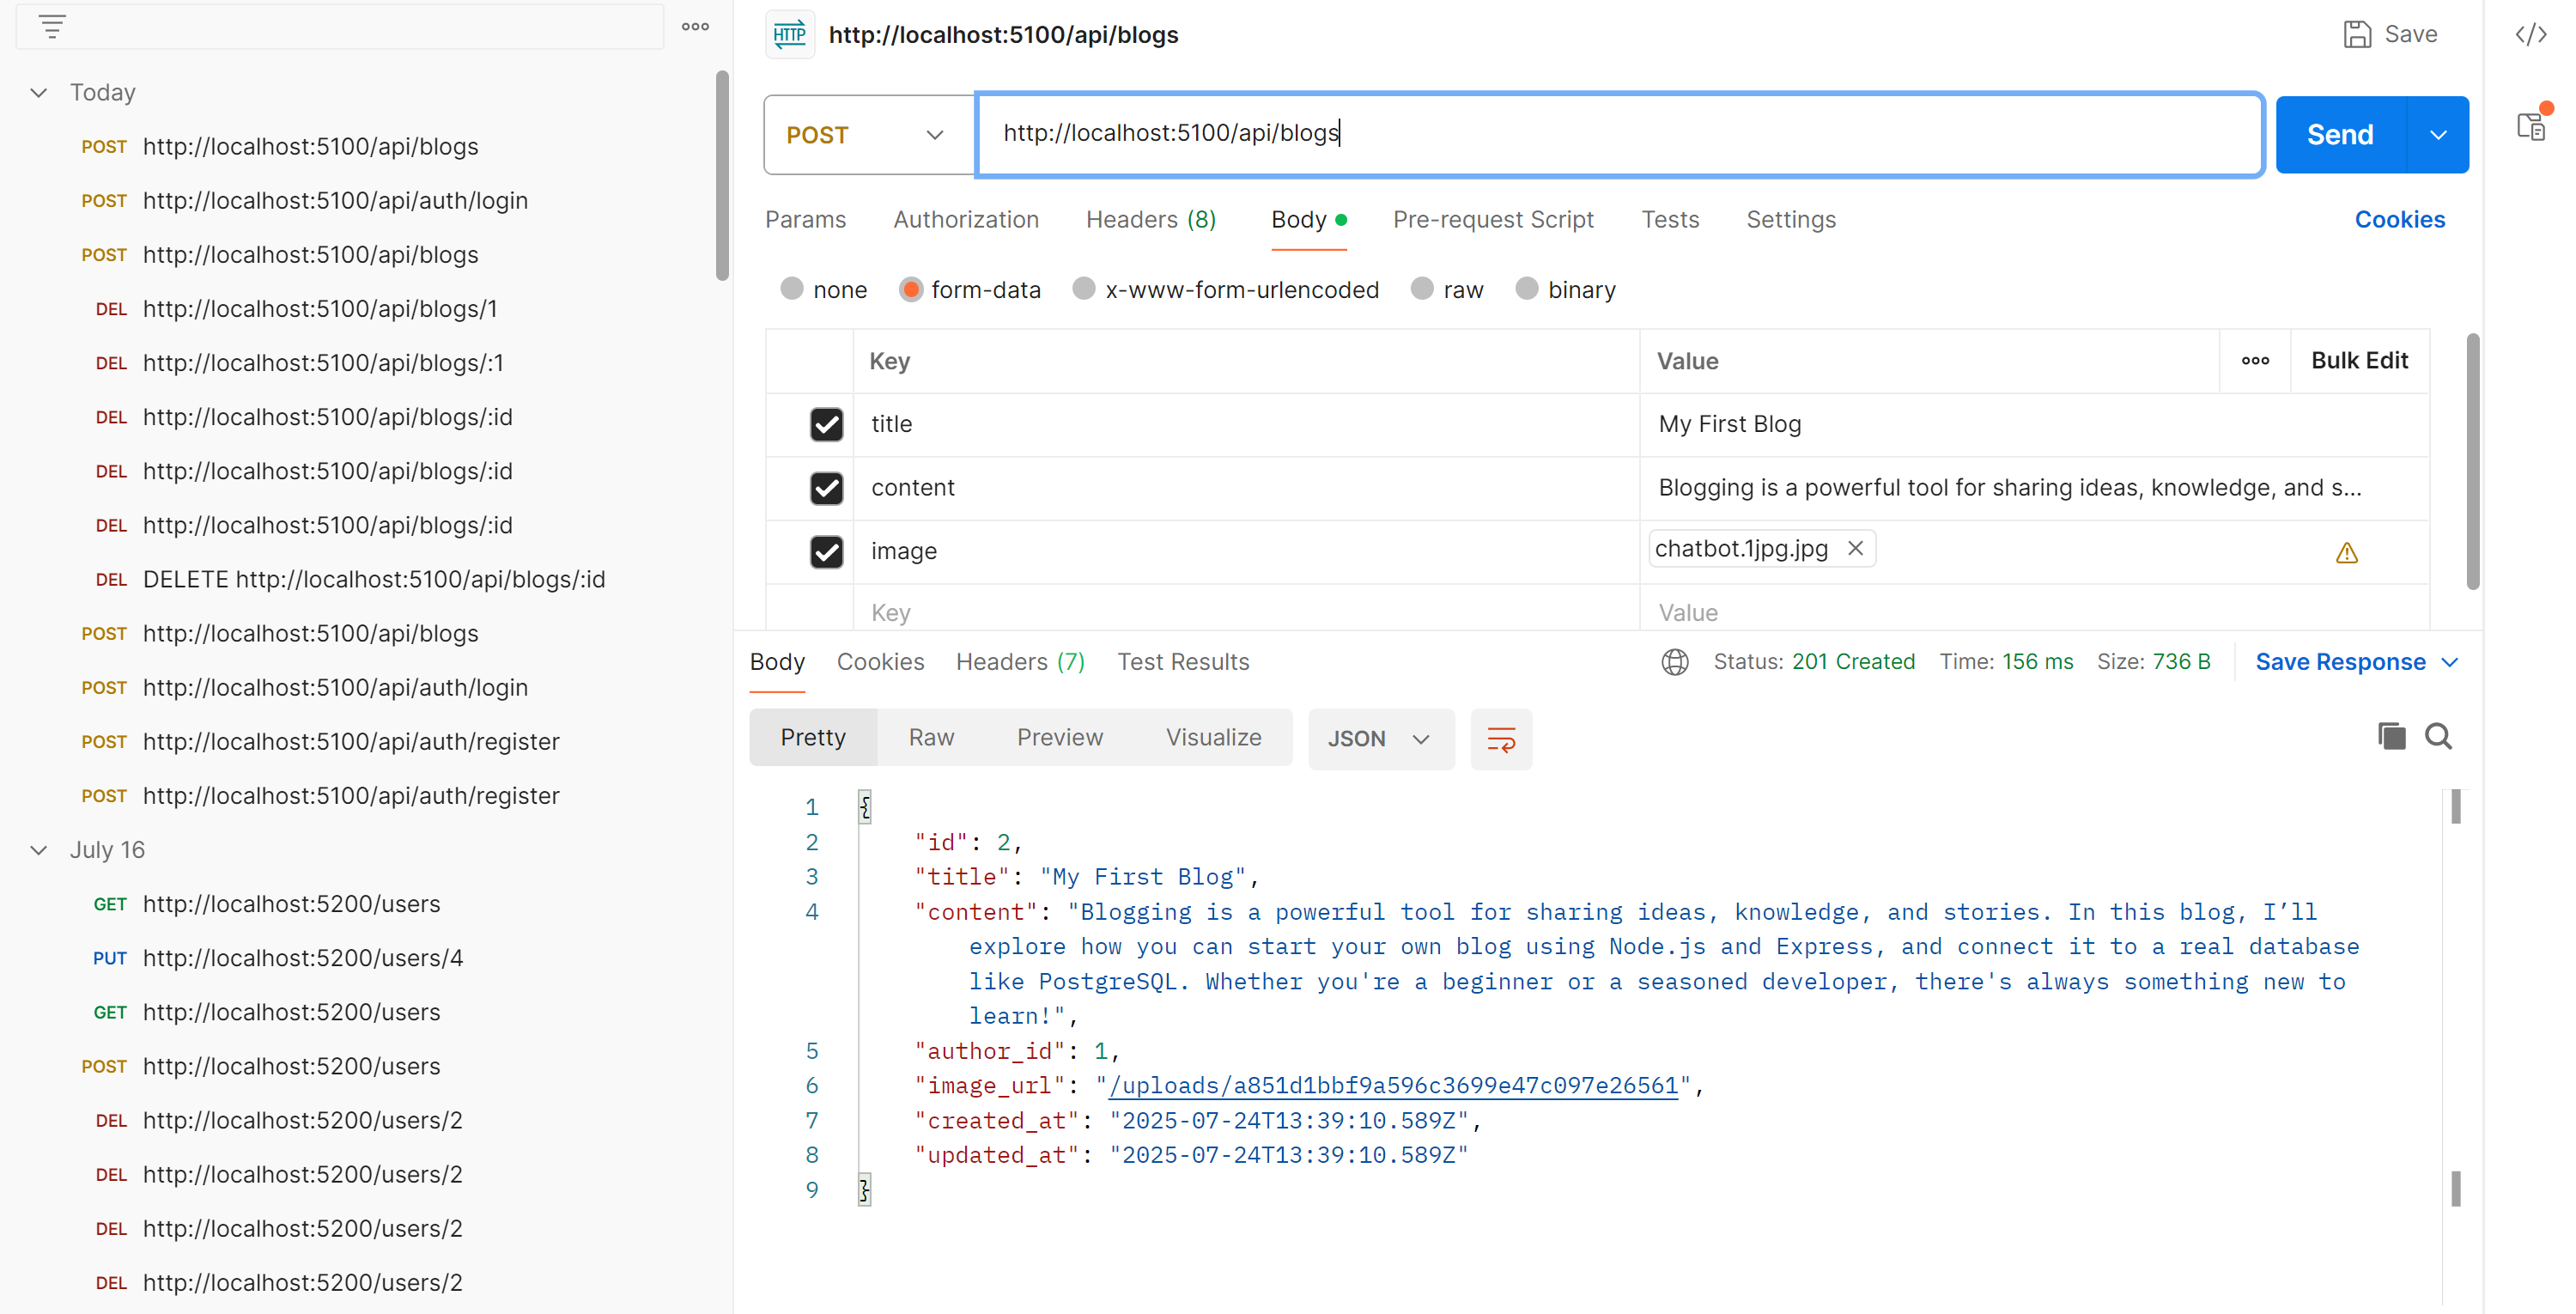 Today
POST http://localhost:5100/api/blogs
POST http://localhost:5100/api/auth/login
POST http://localhost:5100/api/blogs
DEL http://localhost:5100/api/blogs/1
DEL http://localhost:5100/api/blogs/:1
DEL http://localhost:5100/api/blogs/:id
DEL http://localhost:5100/api/blogs/:id
DEL http://localhost:5100/api/blogs/:id
DEL DELETE http://localhost:5100/api/blogs/:id
POST http://localhost:5100/api/blogs
POST http://localhost:5100/api/auth/login
POST http://localhost:5100/api/auth/register
POST http://localhost:5100/api/auth/register
July 16
GET http://localhost:5200/users
PUT http://localhost:5200/users/4
GET http://localhost:5200/users
POST http://localhost:5200/users
DEL http://localhost:5200/users/2
DEL http://localhost:5200/users/2
DEL http://localhost:5200/users/2
DEL http://localhost:5200/users/2
HTTP http://localhost:5100/api/blogs Save
POST http://localhost:5100/api/blogs Send
Params Authorization Headers (8) Body Pre-request Script Tests Settings Cookies
none form-data x-www-form-urlencoded raw binary
Key Value Bulk Edit
title My First Blog
content Blogging is a powerful tool for sharing ideas, knowledge, and s...
image chatbot.1jpg.jpg
Key Value
Body Cookies Headers (7) Test Results Status: 201 Created Time: 156 ms Size: 736 B Save Response
Pretty Raw Preview Visualize JSON
1 {
2 "id": 2,
3 "title": "My First Blog",
4 "content": "Blogging is a powerful tool for sharing ideas, knowledge, and stories. In this blog, I’ll
explore how you can start your own blog using Node.js and Express, and connect it to a real database
like PostgreSQL. Whether you're a beginner or a seasoned developer, there's always something new to
learn!",
5 "author_id": 1,
6 "image_url": "/uploads/a851d1bbf9a596c3699e47c097e26561",
7 "created_at": "2025-07-24T13:39:10.589Z",
8 "updated_at": "2025-07-24T13:39:10.589Z"
9 }